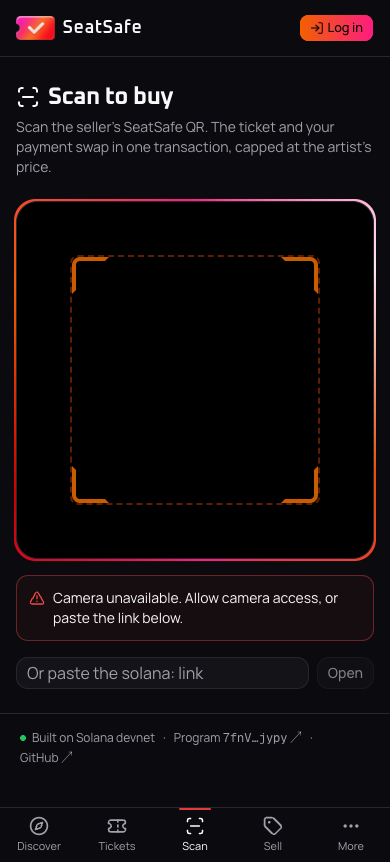 SeatSafe
Log in
Scan to buy
Scan the seller's SeatSafe QR. The ticket and your
payment swap in one transaction, capped at the artist's
price.
Camera unavailable. Allow camera access, or
paste the link below.
Or paste the solana: link
Open
Built on Solana devnet · Program 7fnV…jypy ↗ ·
GitHub ↗
Discover
Tickets
Scan
Sell
More